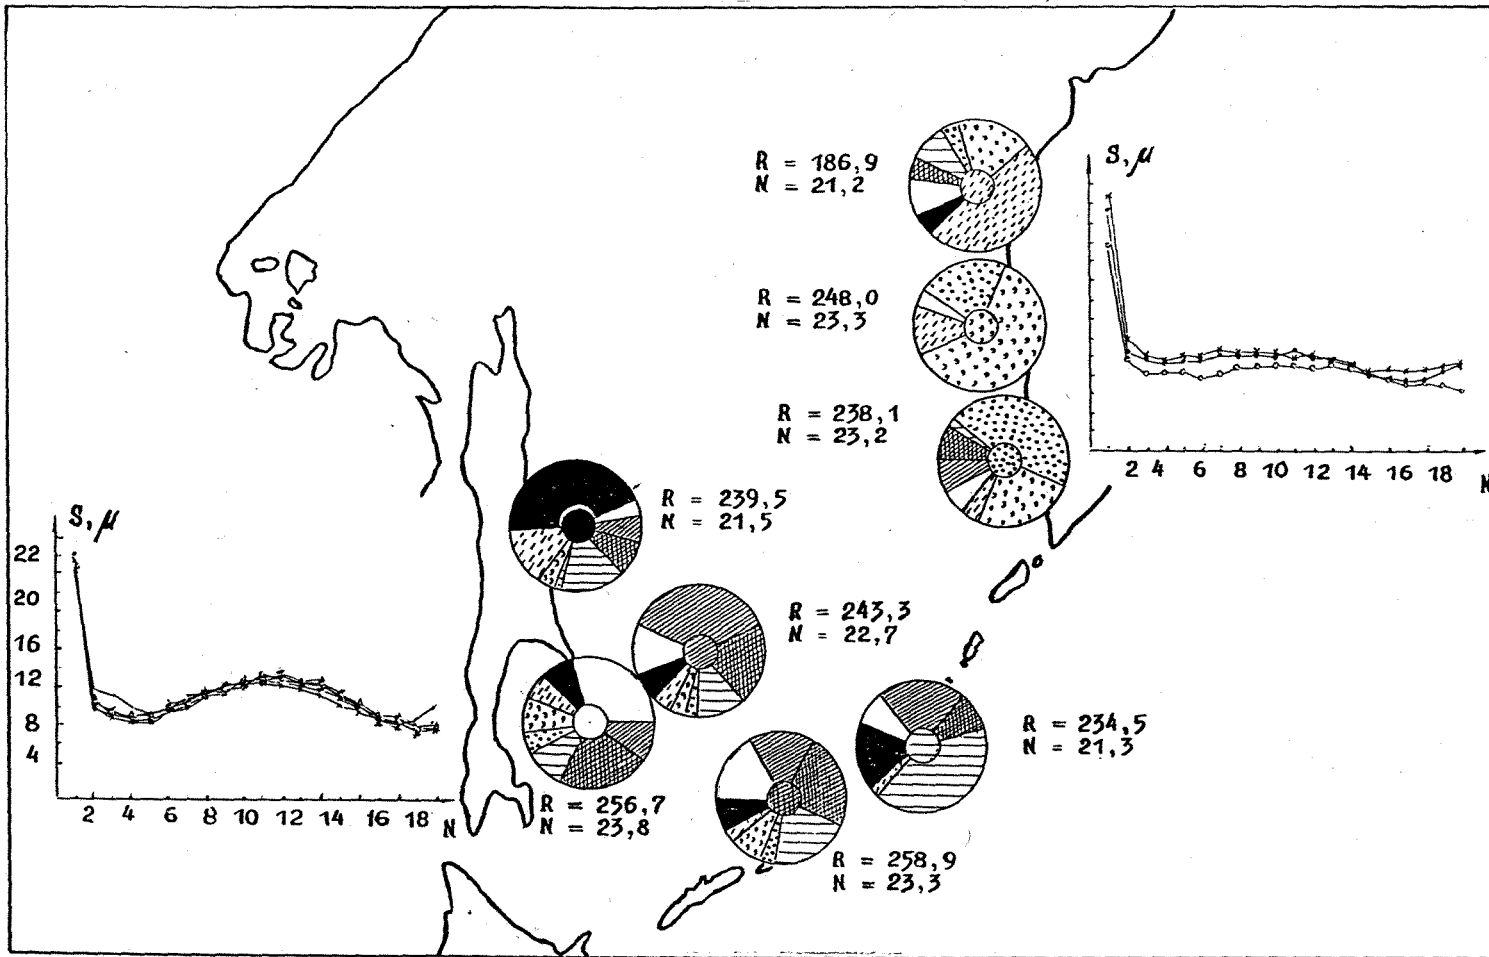 R = 186,9
N = 21,2
S, μ
R = 248,0
N = 23,3
R = 238,1
N = 23,2
2 4 6 8 10 12 14 16 18 N
R = 239,5
N = 21,5
S, μ
22
20
16
12
8
4
2 4 6 8 10 12 14 16 18 N
R = 243,3
N = 22,7
R = 234,5
N = 21,3
R = 256,7
N = 23,8
R = 258,9
N = 23,3